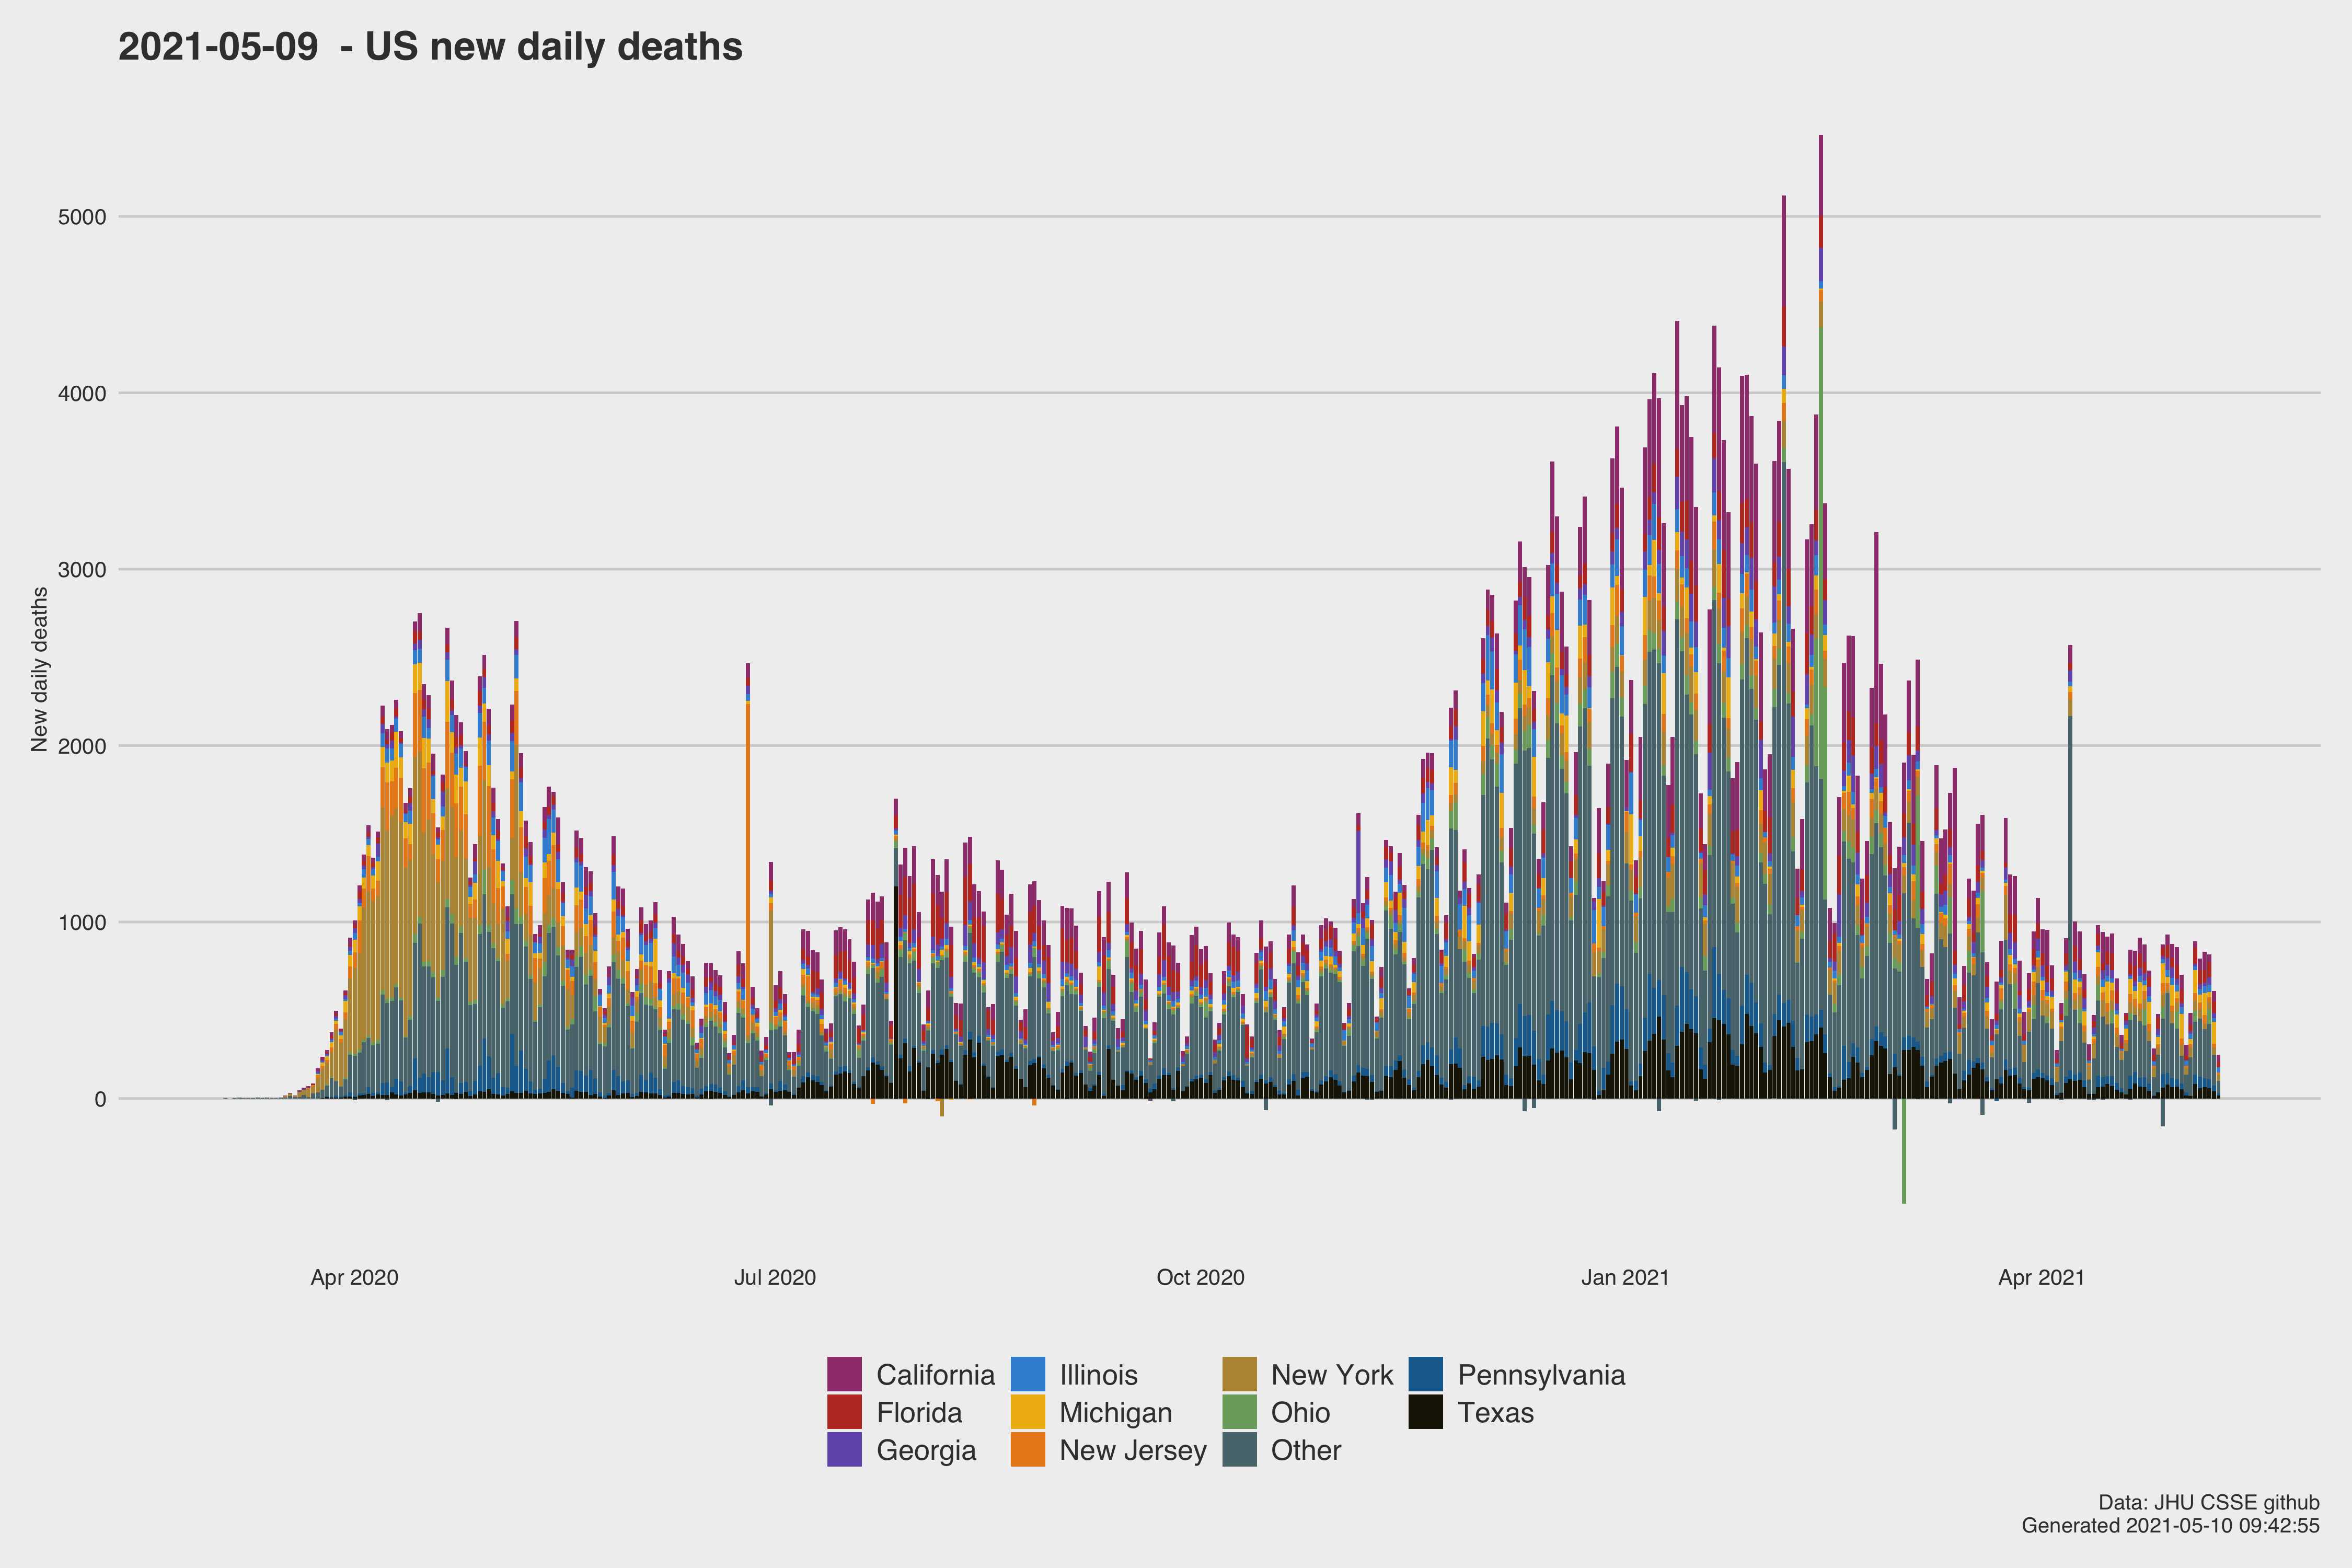 2021-05-09 - US new daily deaths
New daily deaths
5000
4000
3000
2000
1000
0
Apr 2020 Jul 2020 Oct 2020 Jan 2021 Apr 2021
California Illinois New York Pennsylvania
Florida Michigan Ohio Texas
Georgia New Jersey Other
Data: JHU CSSE github
Generated 2021-05-10 09:42:55